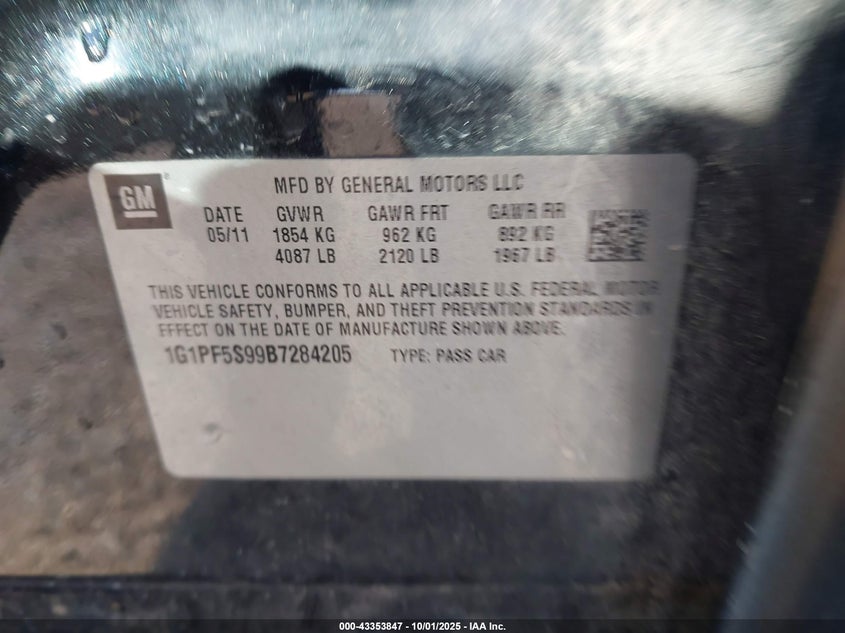 GM
MFD BY GENERAL MOTORS LLC
DATE GVWR GAWR FRT GAWR RR
05/11 1854 KG 962 KG 892 KG
4087 LB 2120 LB 1967 LB
THIS VEHICLE CONFORMS TO ALL APPLICABLE U.S. FEDERAL MOTOR
VEHICLE SAFETY, BUMPER, AND THEFT PREVENTION STANDARDS IN
EFFECT ON THE DATE OF MANUFACTURE SHOWN ABOVE.
1G1PF5S99B7284205 TYPE: PASS CAR
000-43353847 - 10/01/2025 - IAA Inc.